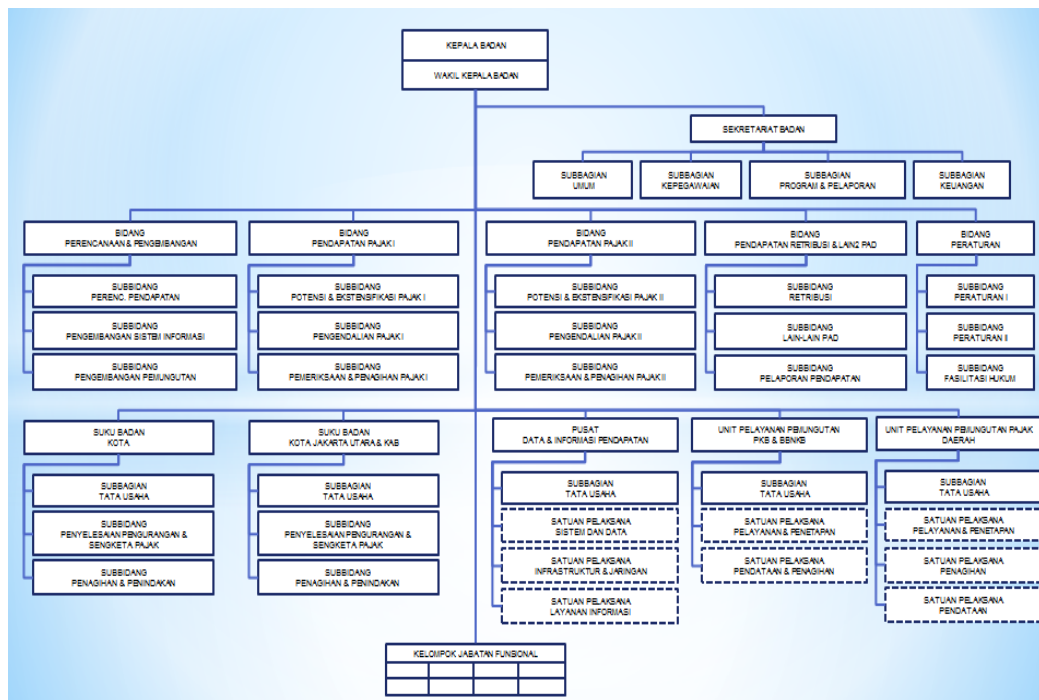 KEPALA BADAN
WAKIL KEPALA BADAN
SEKRETARIAT BADAN
SUBBAGIAN
UMUM
SUBBAGIAN
KEPEGAWAIAN
SUBBAGIAN
PROGRAM & PELAPORAN
SUBBAGIAN
KEUANGAN
BIDANG
PERENCANAAN & PENGEMBANGAN
BIDANG
PENDAPATAN PAJAK I
BIDANG
PENDAPATAN PAJAK II
BIDANG
PENDAPATAN RETRIBUSI & LAIN2 PAD
BIDANG
PERATURAN
SUBBIDANG
PERENC. PENDAPATAN
SUBBIDANG
POTENSI & EKSTENSIFIKASI PAJAK I
SUBBIDANG
POTENSI & EKSTENSIFIKASI PAJAK II
SUBBIDANG
RETRIBUSI
SUBBIDANG
PERATURAN I
SUBBIDANG
PENGEMBANGAN SISTEM INFORMASI
SUBBIDANG
PENGENDALIAN PAJAK I
SUBBIDANG
PENGENDALIAN PAJAK II
SUBBIDANG
LAIN-LAIN PAD
SUBBIDANG
PERATURAN II
SUBBIDANG
PENGEMBANGAN PEMUNGUTAN
SUBBIDANG
PEMERIKSAAN & PENAGIHAN PAJAK I
SUBBIDANG
PEMERIKSAAN & PENAGIHAN PAJAK II
SUBBIDANG
PELAPORAN PENDAPATAN
SUBBIDANG
FASILITASI HUKUM
SUKU BADAN
KOTA
SUKU BADAN
KOTA JAKARTA UTARA & KAB
PUSAT
DATA & INFORMASI PENDAPATAN
UNIT PELAYANAN PEMUNGUTAN
PKB & BBNKB
UNIT PELAYANAN PEMUNGUTAN PAJAK
DAERAH
SUBBAGIAN
TATA USAHA
SUBBAGIAN
TATA USAHA
SUBBAGIAN
TATA USAHA
SUBBAGIAN
TATA USAHA
SUBBAGIAN
TATA USAHA
SUBBIDANG
PENYELESAIAN PENGURANGAN &
SENGKETA PAJAK
SUBBIDANG
PENYELESAIAN PENGURANGAN &
SENGKETA PAJAK
SATUAN PELAKSANA
SISTEM DAN DATA
SATUAN PELAKSANA
PELAYANAN & PENETAPAN
SATUAN PELAKSANA
PELAYANAN & PENETAPAN
SUBBIDANG
PENAGIHAN & PENINDAKAN
SUBBIDANG
PENAGIHAN & PENINDAKAN
SATUAN PELAKSANA
INFRASTRUKTUR & JARINGAN
SATUAN PELAKSANA
PENDATAAN & PENAGIHAN
SATUAN PELAKSANA
PENAGIHAN
SATUAN PELAKSANA
LAYANAN INFORMASI
SATUAN PELAKSANA
PENDATAAN
KELOMPOK JABATAN FUNGSIONAL